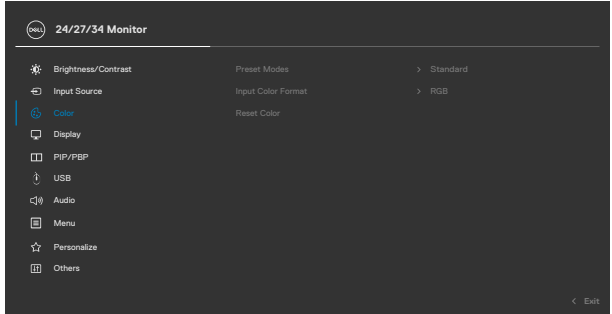 DELL 24/27/34 Monitor
Brightness/Contrast Preset Modes > Standard
Input Source Input Color Format > RGB
Color Reset Color
Display
PIP/PBP
USB
Audio
Menu
Personalize
Others
< Exit